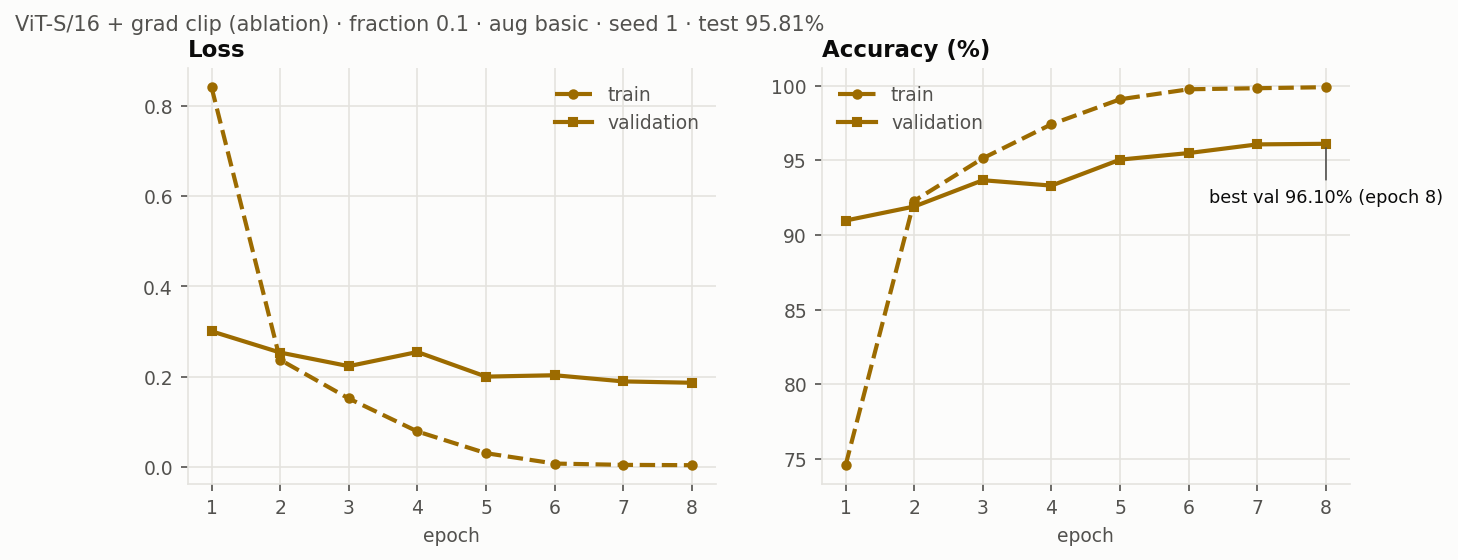 ViT-S/16 + grad clip (ablation) · fraction 0.1 · aug basic · seed 1 · test 95.81%
Loss
train
validation
0.8
0.6
0.4
0.2
0.0
1 2 3 4 5 6 7 8
epoch
Accuracy (%)
train
validation
best val 96.10% (epoch 8)
100
95
90
85
80
75
1 2 3 4 5 6 7 8
epoch